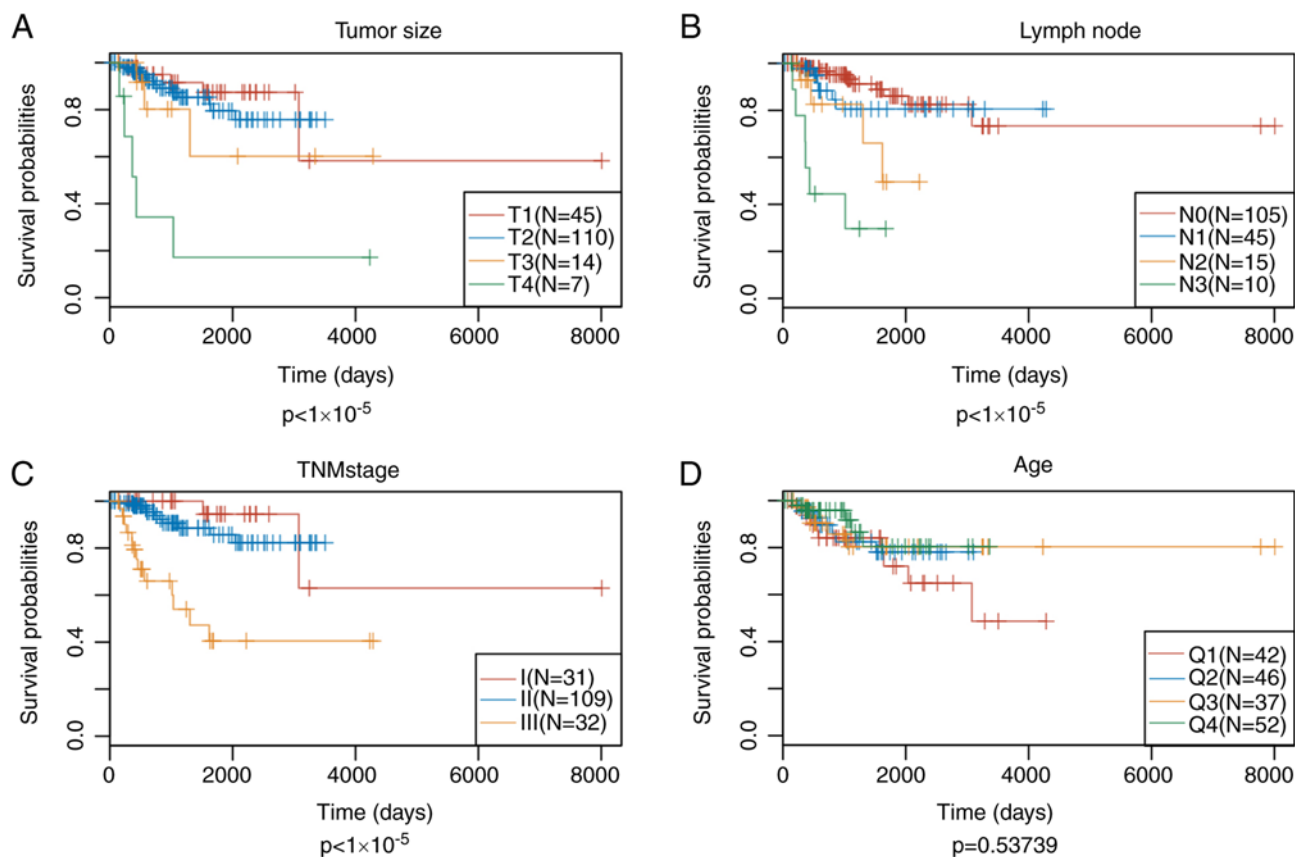 A
Tumor size
Survival probabilities
0.8
0.4
0.0
T1(N=45)
T2(N=110)
T3(N=14)
T4(N=7)
0 2000 4000 6000 8000
Time (days)
p<1×10⁻⁵
B
Lymph node
Survival probabilities
0.8
0.4
0.0
N0(N=105)
N1(N=45)
N2(N=15)
N3(N=10)
0 2000 4000 6000 8000
Time (days)
p<1×10⁻⁵
C
TNMstage
Survival probabilities
0.8
0.4
0.0
I(N=31)
II(N=109)
III(N=32)
0 2000 4000 6000 8000
Time (days)
p<1×10⁻⁵
D
Age
Survival probabilities
0.8
0.4
0.0
Q1(N=42)
Q2(N=46)
Q3(N=37)
Q4(N=52)
0 2000 4000 6000 8000
Time (days)
p=0.53739